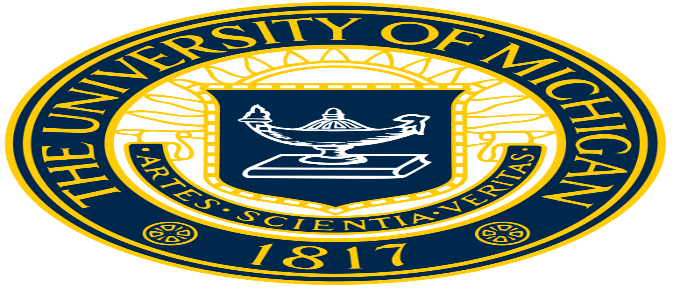 THE UNIVERSITY OF MICHIGAN
·ARTES·SCIENTIA·VERITAS·
1817